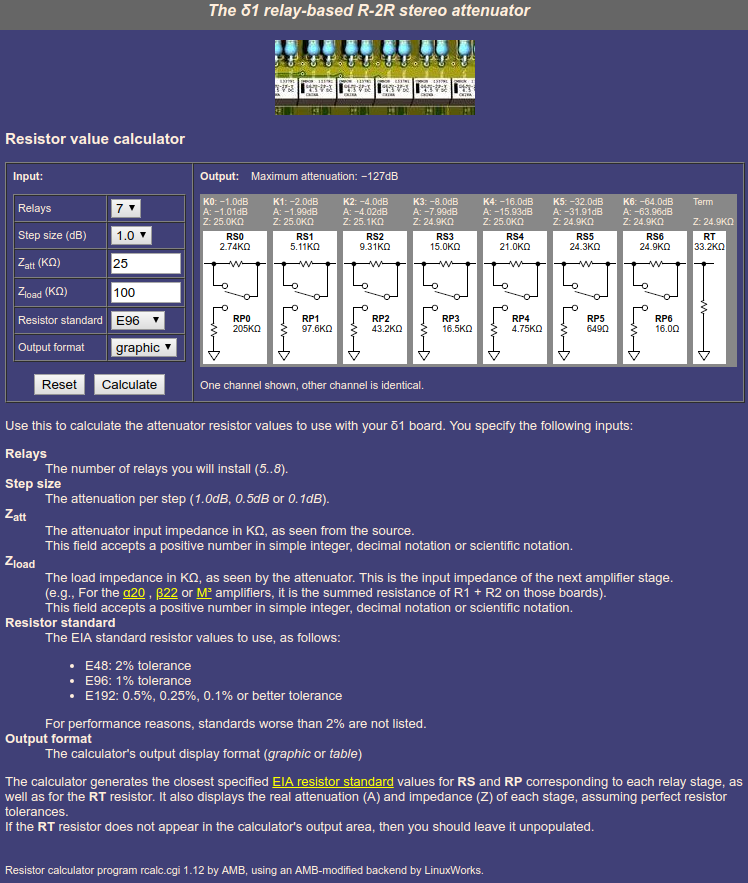 The δ1 relay-based R-2R stereo attenuator
Resistor value calculator
Input:
Relays 7
Step size (dB) 1.0
Zatt (KΩ) 25
Zload (KΩ) 100
Resistor standard E96
Output format graphic
Reset Calculate
Output: Maximum attenuation: −127dB
K0: −1.0dB K1: −2.0dB K2: −4.0dB K3: −8.0dB K4: −16.0dB K5: −32.0dB K6: −64.0dB Term
A: −1.01dB A: −1.99dB A: −4.02dB A: −7.99dB A: −15.93dB A: −31.91dB A: −63.96dB
Z: 25.0KΩ Z: 25.0KΩ Z: 25.1KΩ Z: 24.9KΩ Z: 25.0KΩ Z: 24.9KΩ Z: 24.9KΩ Z: 24.9KΩ
RS0 RS1 RS2 RS3 RS4 RS5 RS6 RT
2.74KΩ 5.11KΩ 9.31KΩ 15.0KΩ 21.0KΩ 24.3KΩ 24.9KΩ 33.2KΩ
RP0 RP1 RP2 RP3 RP4 RP5 RP6
205KΩ 97.6KΩ 43.2KΩ 16.5KΩ 4.75KΩ 649Ω 16.0Ω
One channel shown, other channel is identical.
Use this to calculate the attenuator resistor values to use with your δ1 board. You specify the following inputs:
Relays
The number of relays you will install (5..8).
Step size
The attenuation per step (1.0dB, 0.5dB or 0.1dB).
Zatt
The attenuator input impedance in KΩ, as seen from the source.
This field accepts a positive number in simple integer, decimal notation or scientific notation.
Zload
The load impedance in KΩ, as seen by the attenuator. This is the input impedance of the next amplifier stage.
(e.g., For the α20 , β22 or M³ amplifiers, it is the summed resistance of R1 + R2 on those boards).
This field accepts a positive number in simple integer, decimal notation or scientific notation.
Resistor standard
The EIA standard resistor values to use, as follows:
• E48: 2% tolerance
• E96: 1% tolerance
• E192: 0.5%, 0.25%, 0.1% or better tolerance
For performance reasons, standards worse than 2% are not listed.
Output format
The calculator's output display format (graphic or table)
The calculator generates the closest specified EIA resistor standard values for RS and RP corresponding to each relay stage, as
well as for the RT resistor. It also displays the real attenuation (A) and impedance (Z) of each stage, assuming perfect resistor
tolerances.
If the RT resistor does not appear in the calculator's output area, then you should leave it unpopulated.
Resistor calculator program rcalc.cgi 1.12 by AMB, using an AMB-modified backend by LinuxWorks.